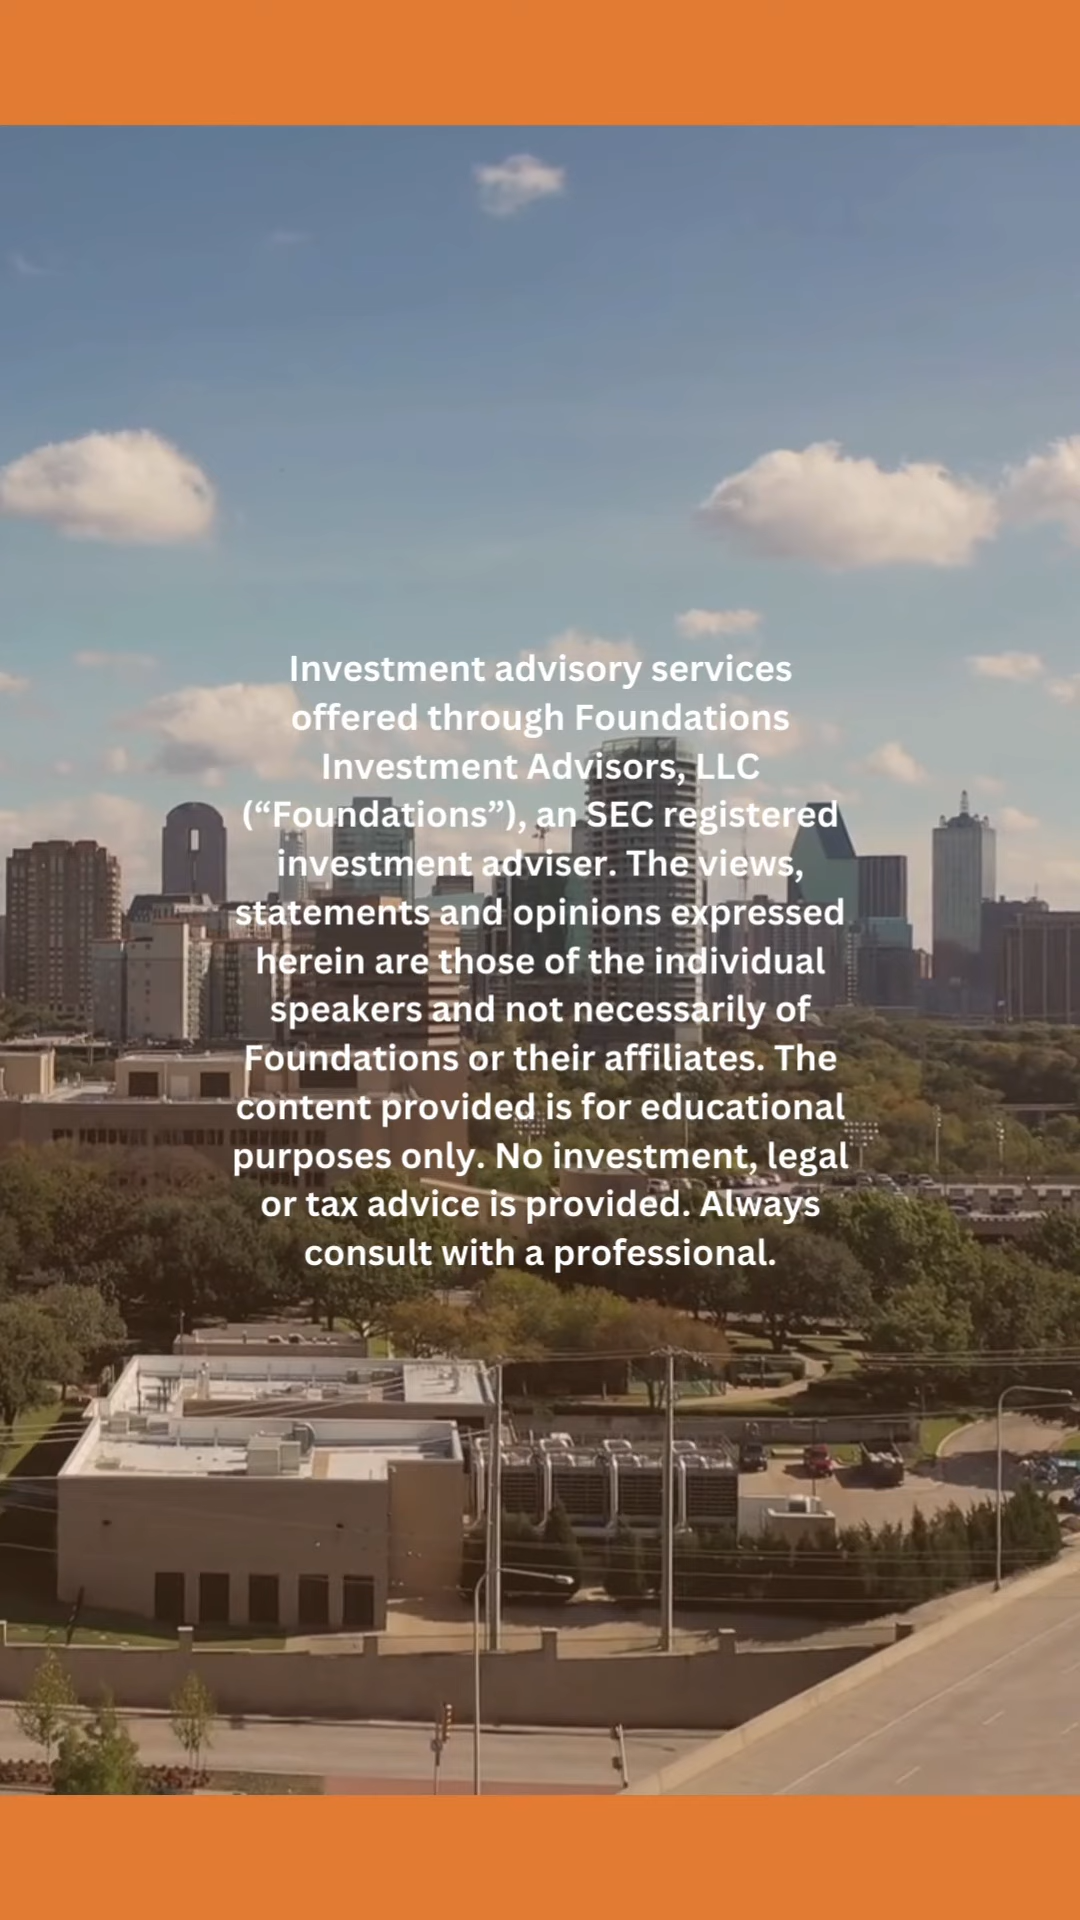 Investment advisory services
offered through Foundations
Investment Advisors, LLC
(“Foundations”), an SEC registered
investment adviser. The views,
statements and opinions expressed
herein are those of the individual
speakers and not necessarily of
Foundations or their affiliates. The
content provided is for educational
purposes only. No investment, legal
or tax advice is provided. Always
consult with a professional.